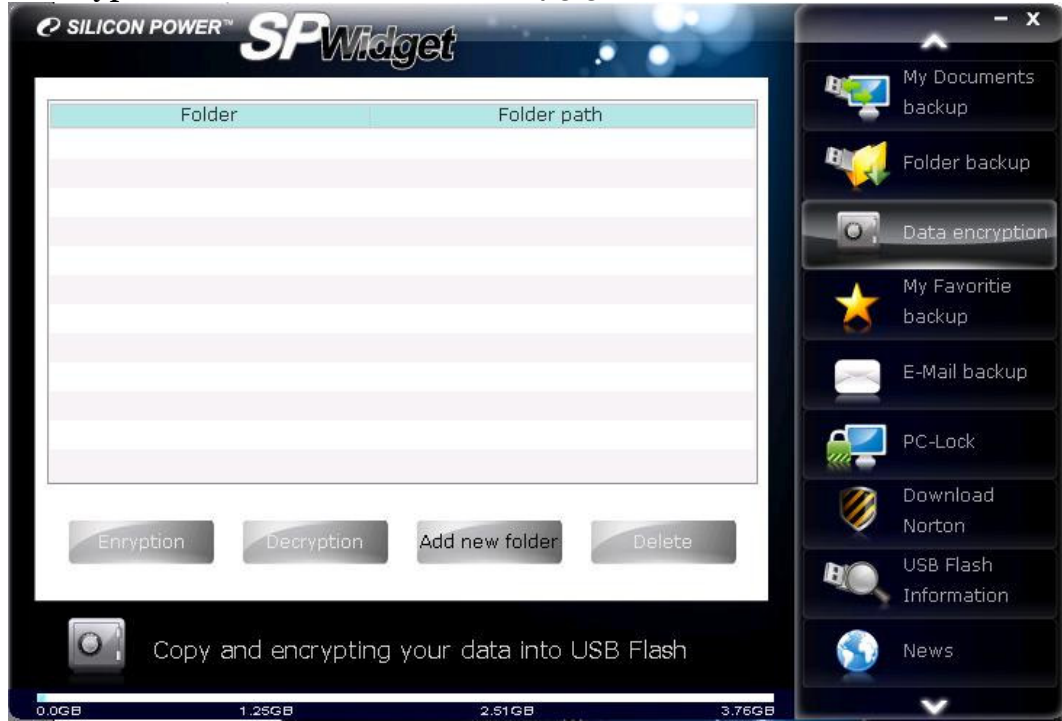 SILICON POWER™ SPWidget
– X
Folder Folder path
Enryption Decryption Add new folder Delete
Copy and encrypting your data into USB Flash
0.0GB 1.25GB 2.51GB 3.76GB
My Documents
backup
Folder backup
Data encryption
My Favoritie
backup
E-Mail backup
PC-Lock
Download
Norton
USB Flash
Information
News